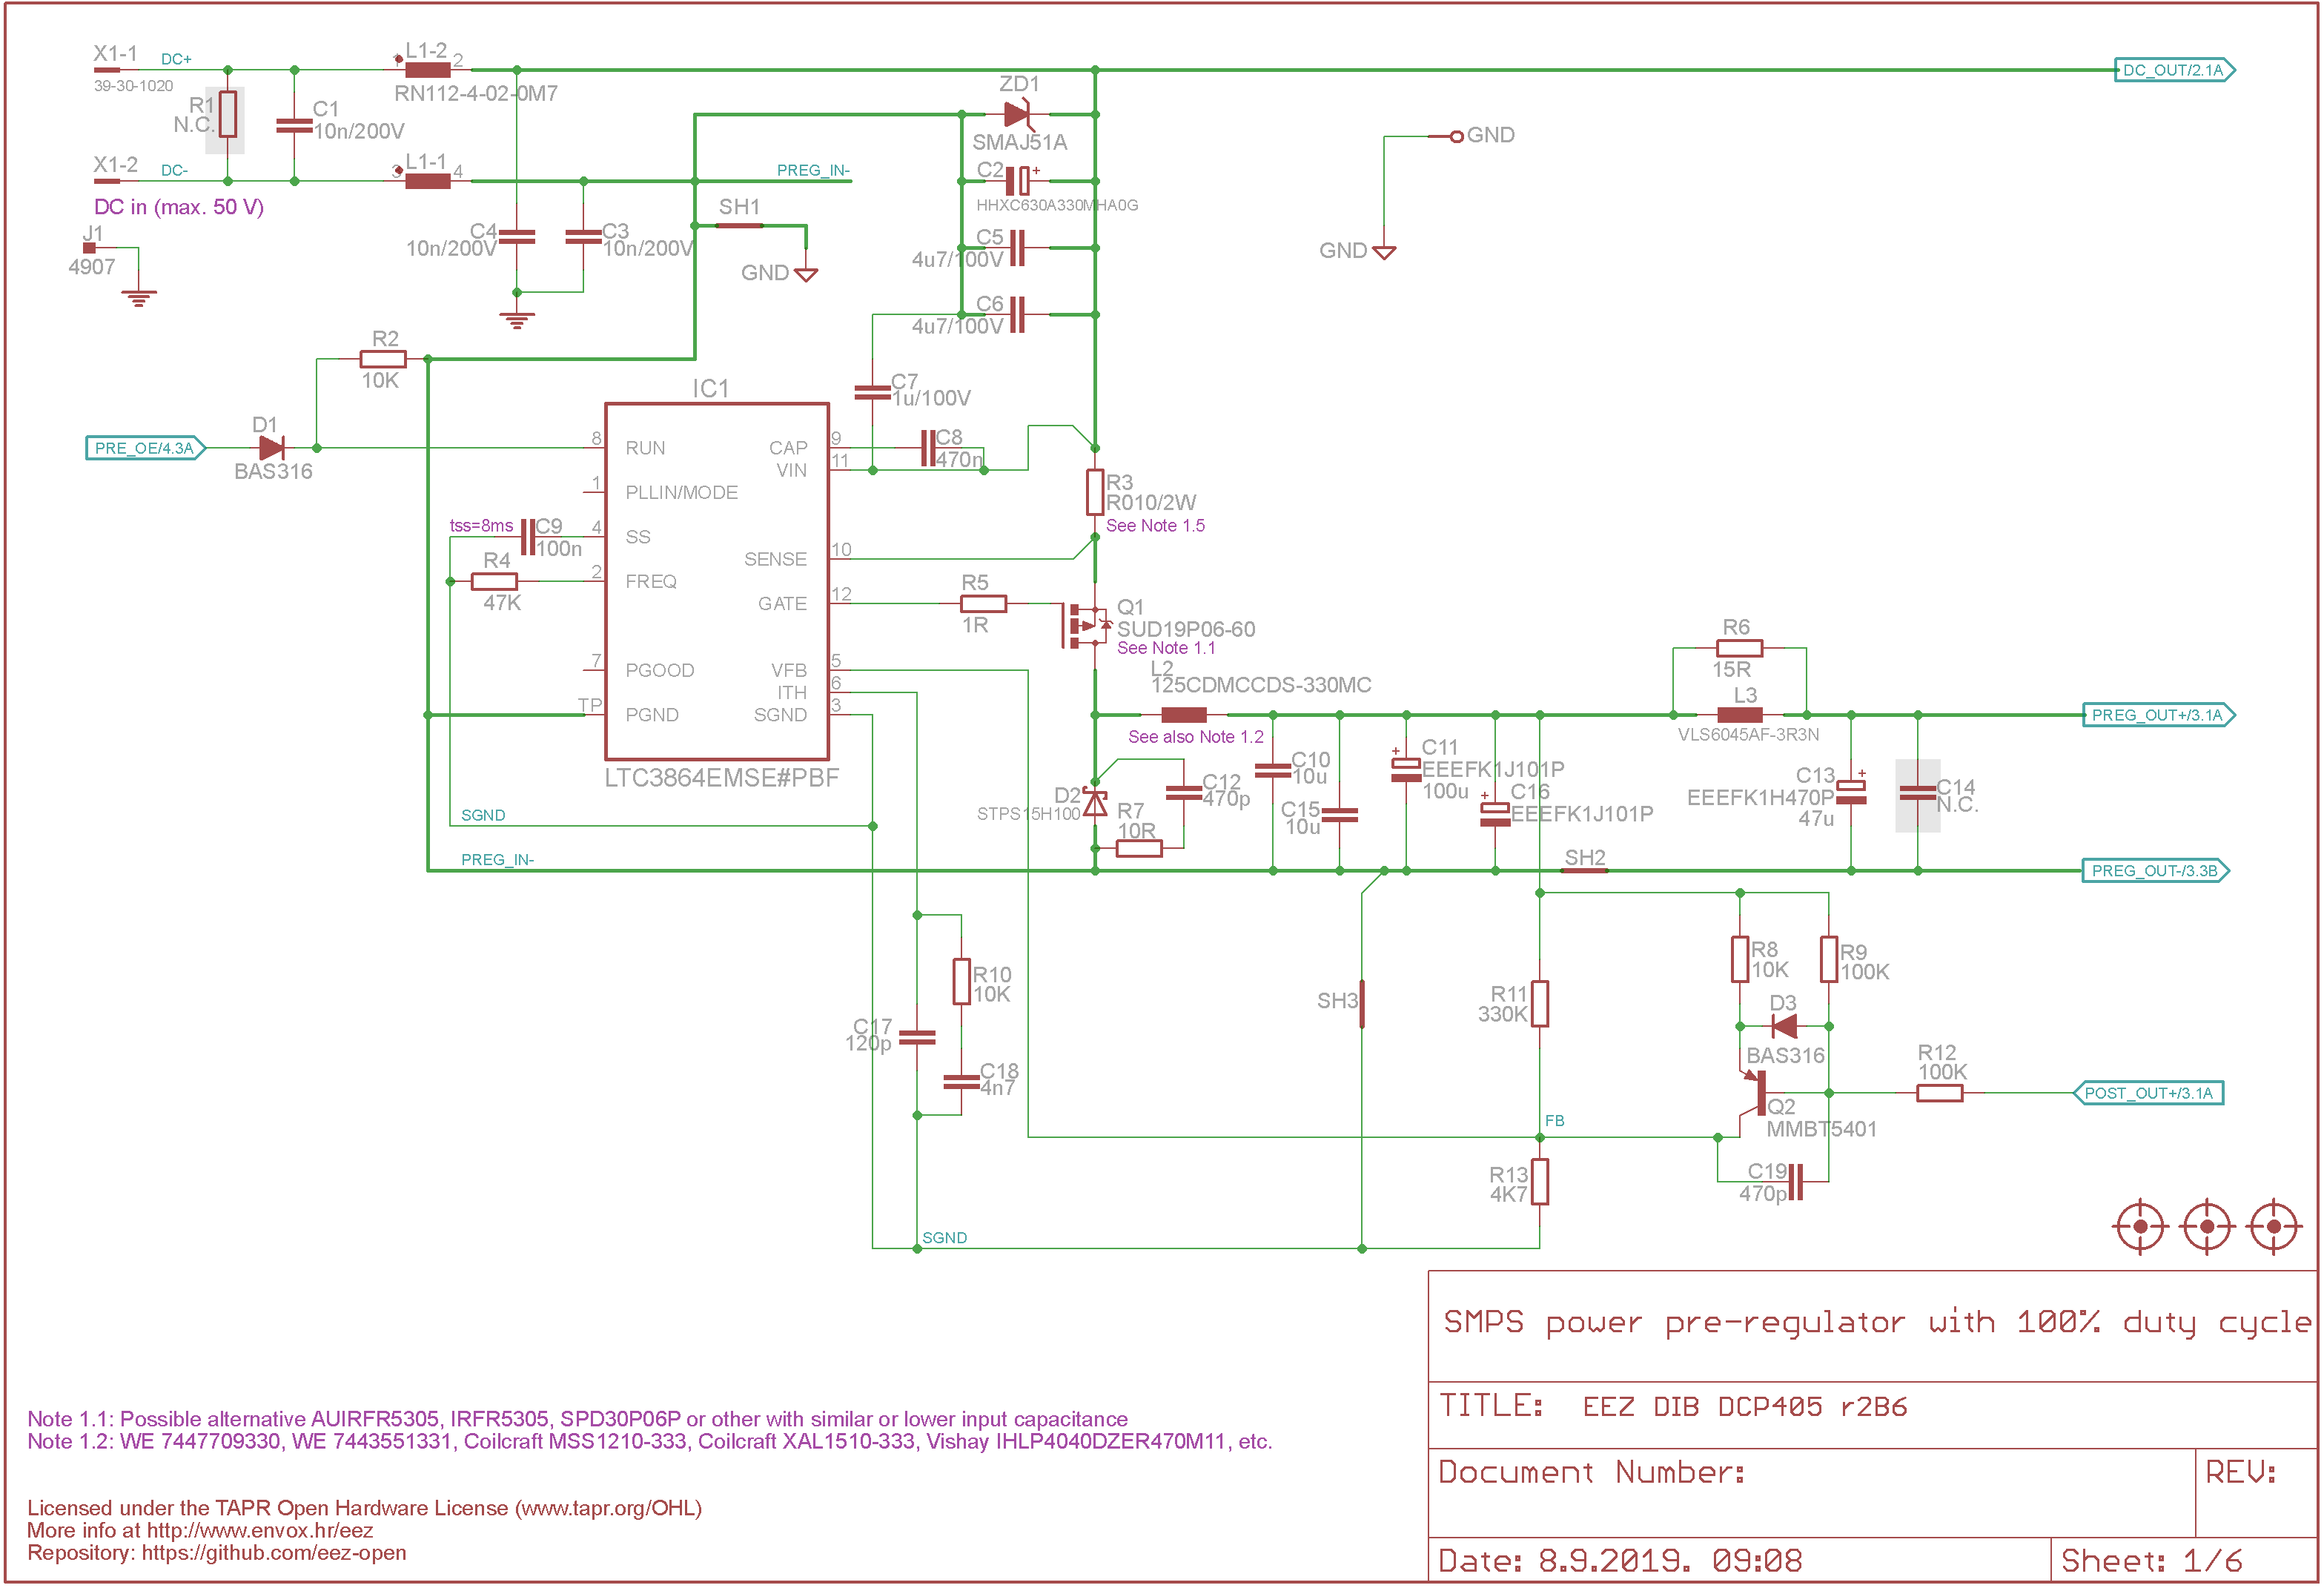 X1-1
DC+
39-30-1020
L1-2
1
2
RN112-4-02-0M7
DC_OUT/2.1A
R1
N.C.
C1
10n/200V
ZD1
SMAJ51A
GND
X1-2
DC-
L1-1
3
4
PREG_IN-
C2
+
HHXC630A330MHA0G
DC in (max. 50 V)
SH1
J1
4907
C4
10n/200V
C3
10n/200V
C5
4u7/100V
GND
GND
C6
4u7/100V
R2
10K
IC1
C7
1u/100V
D1
PRE_OE/4.3A
BAS316
8
RUN
CAP
9
C8
470n
VIN
11
1
PLLIN/MODE
R3
R010/2W
See Note 1.5
tss=8ms
C9
100n
4
SS
SENSE
10
R4
47K
2
FREQ
GATE
12
R5
1R
Q1
SUD19P06-60
See Note 1.1
7
PGOOD
VFB
5
ITH
6
TP
PGND
SGND
3
LTC3864EMSE#PBF
L2
125CDMCCDS-330MC
See also Note 1.2
R6
15R
L3
VLS6045AF-3R3N
PREG_OUT+/3.1A
D2
STPS15H100
C12
470p
R7
10R
C10
10u
C15
10u
+
C11
EEEFK1J101P
100u
+
C16
EEEFK1J101P
C13
+
EEEFK1H470P
47u
C14
N.C.
SGND
PREG_IN-
SH2
PREG_OUT-/3.3B
R10
10K
C17
120p
C18
4n7
SH3
R11
330K
R8
10K
R9
100K
D3
BAS316
R12
100K
POST_OUT+/3.1A
Q2
MMBT5401
FB
R13
4K7
C19
470p
SGND
SMPS power pre-regulator with 100% duty cycle
TITLE: EEZ DIB DCP405 r2B6
Document Number:
REV:
Date: 8.9.2019. 09:08
Sheet: 1/6
Note 1.1: Possible alternative AUIRFR5305, IRFR5305, SPD30P06P or other with similar or lower input capacitance
Note 1.2: WE 7447709330, WE 7443551331, Coilcraft MSS1210-333, Coilcraft XAL1510-333, Vishay IHLP4040DZER470M11, etc.
Licensed under the TAPR Open Hardware License (www.tapr.org/OHL)
More info at http://www.envox.hr/eez
Repository: https://github.com/eez-open